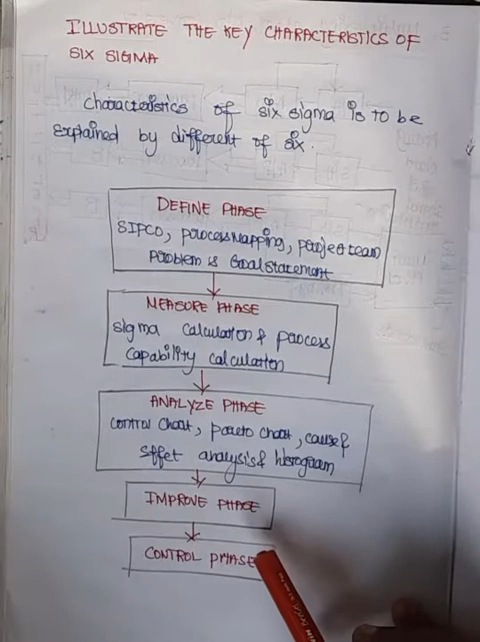 ILLUSTRATE THE KEY CHARACTERISTICS OF
SIX SIGMA
Characteristics of six sigma is to be
explained by different of six.
DEFINE PHASE
SIPCO, processMapping, project team
Problem is Goal statement
MEASURE PHASE
Sigma calculation & process
capability calculation
ANALYZE PHASE
control chart, pareto chart, cause &
Sffet analysis & histogram
IMPROVE PHASE
CONTROL PHASE